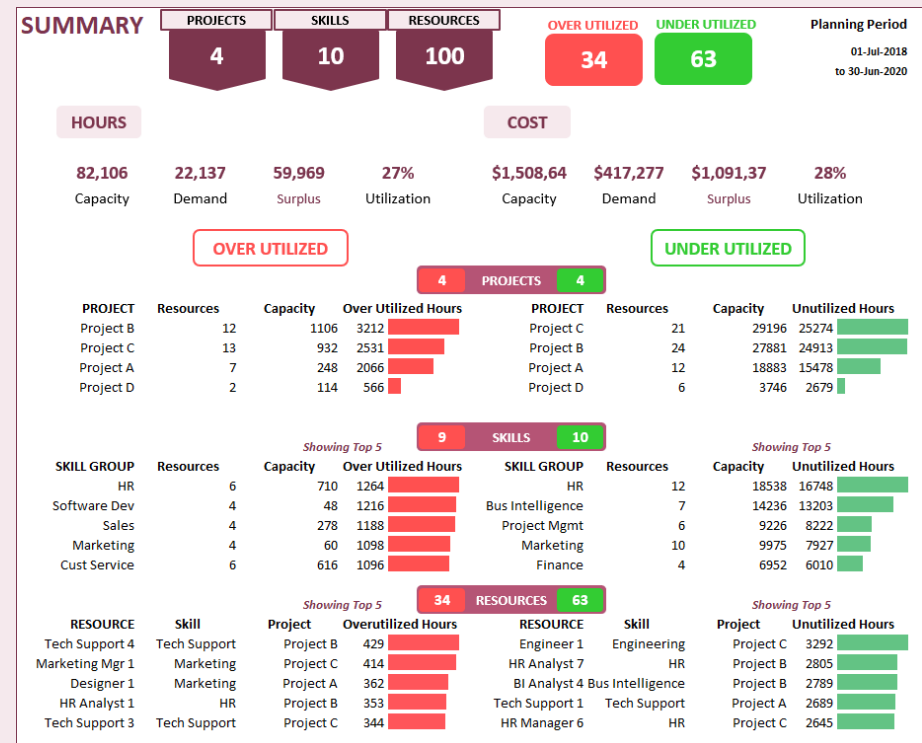 SUMMARY PROJECTS SKILLS RESOURCES OVER UTILIZED UNDER UTILIZED Planning Period
4 10 100 34 63 01-Jul-2018
to 30-Jun-2020
HOURS COST
82,106 22,137 59,969 27% $1,508,64 $417,277 $1,091,37 28%
Capacity Demand Surplus Utilization Capacity Demand Surplus Utilization
OVER UTILIZED UNDER UTILIZED
4 PROJECTS 4
PROJECT Resources Capacity Over Utilized Hours PROJECT Resources Capacity Unutilized Hours
Project B 12 1106 3212 Project C 21 29196 25274
Project C 13 932 2531 Project B 24 27881 24913
Project A 7 248 2066 Project A 12 18883 15478
Project D 2 114 566 Project D 6 3746 2679
9 SKILLS 10
Showing Top 5 Showing Top 5
SKILL GROUP Resources Capacity Over Utilized Hours SKILL GROUP Resources Capacity Unutilized Hours
HR 6 710 1264 HR 12 18538 16748
Software Dev 4 48 1216 Bus Intelligence 7 14236 13203
Sales 4 278 1188 Project Mgmt 6 9226 8222
Marketing 4 60 1098 Marketing 10 9975 7927
Cust Service 6 616 1096 Finance 4 6952 6010
34 RESOURCES 63
Showing Top 5 Showing Top 5
RESOURCE Skill Project Overutilized Hours RESOURCE Skill Project Unutilized Hours
Tech Support 4 Tech Support Project B 429 Engineer 1 Engineering Project C 3292
Marketing Mgr 1 Marketing Project C 414 HR Analyst 7 HR Project B 2805
Designer 1 Marketing Project A 362 BI Analyst 4 Bus Intelligence Project B 2789
HR Analyst 1 HR Project B 353 Tech Support 1 Tech Support Project A 2689
Tech Support 3 Tech Support Project C 344 HR Manager 6 HR Project C 2645